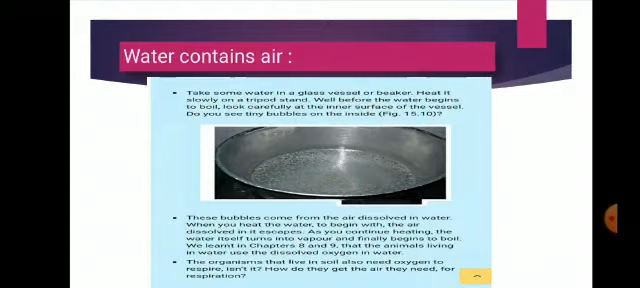 Water contains air :
• Take some water in a glass vessel or beaker. Heat it
slowly on a tripod stand. Well before the water begins
to boil, look carefully at the inner surface of the vessel.
Do you see tiny bubbles on the inside (Fig. 15.10)?
• These bubbles come from the air dissolved in water.
When you heat the water, to begin with, the air
dissolved in it escapes. As you continue heating, the
water itself turns into vapour and finally begins to boil.
We learnt in Chapters 8 and 9, that the animals living
in water use the dissolved oxygen in water.
• The organisms that live in soil also need oxygen to
respire, isn't it? How do they get the air they need, for
respiration?